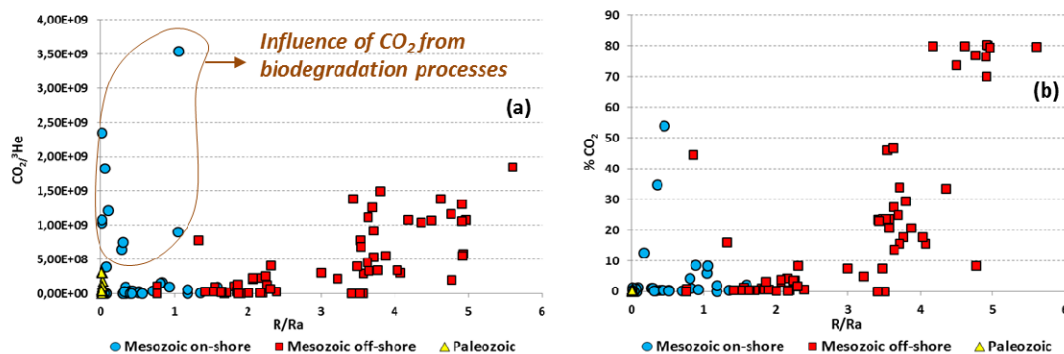 4,00E+09
3,50E+09
3,00E+09
2,50E+09
2,00E+09
1,50E+09
1,00E+09
5,00E+08
0,00E+00
CO2/3He
Influence of CO2 from
biodegradation processes
(a)
0 1 2 3 4 5 6
R/Ra
Mesozoic on-shore Mesozoic off-shore Paleozoic
90
80
70
60
50
40
30
20
10
0
% CO2
(b)
0 1 2 3 4 5 6
R/Ra
Mesozoic on-shore Mesozoic off-shore Paleozoic